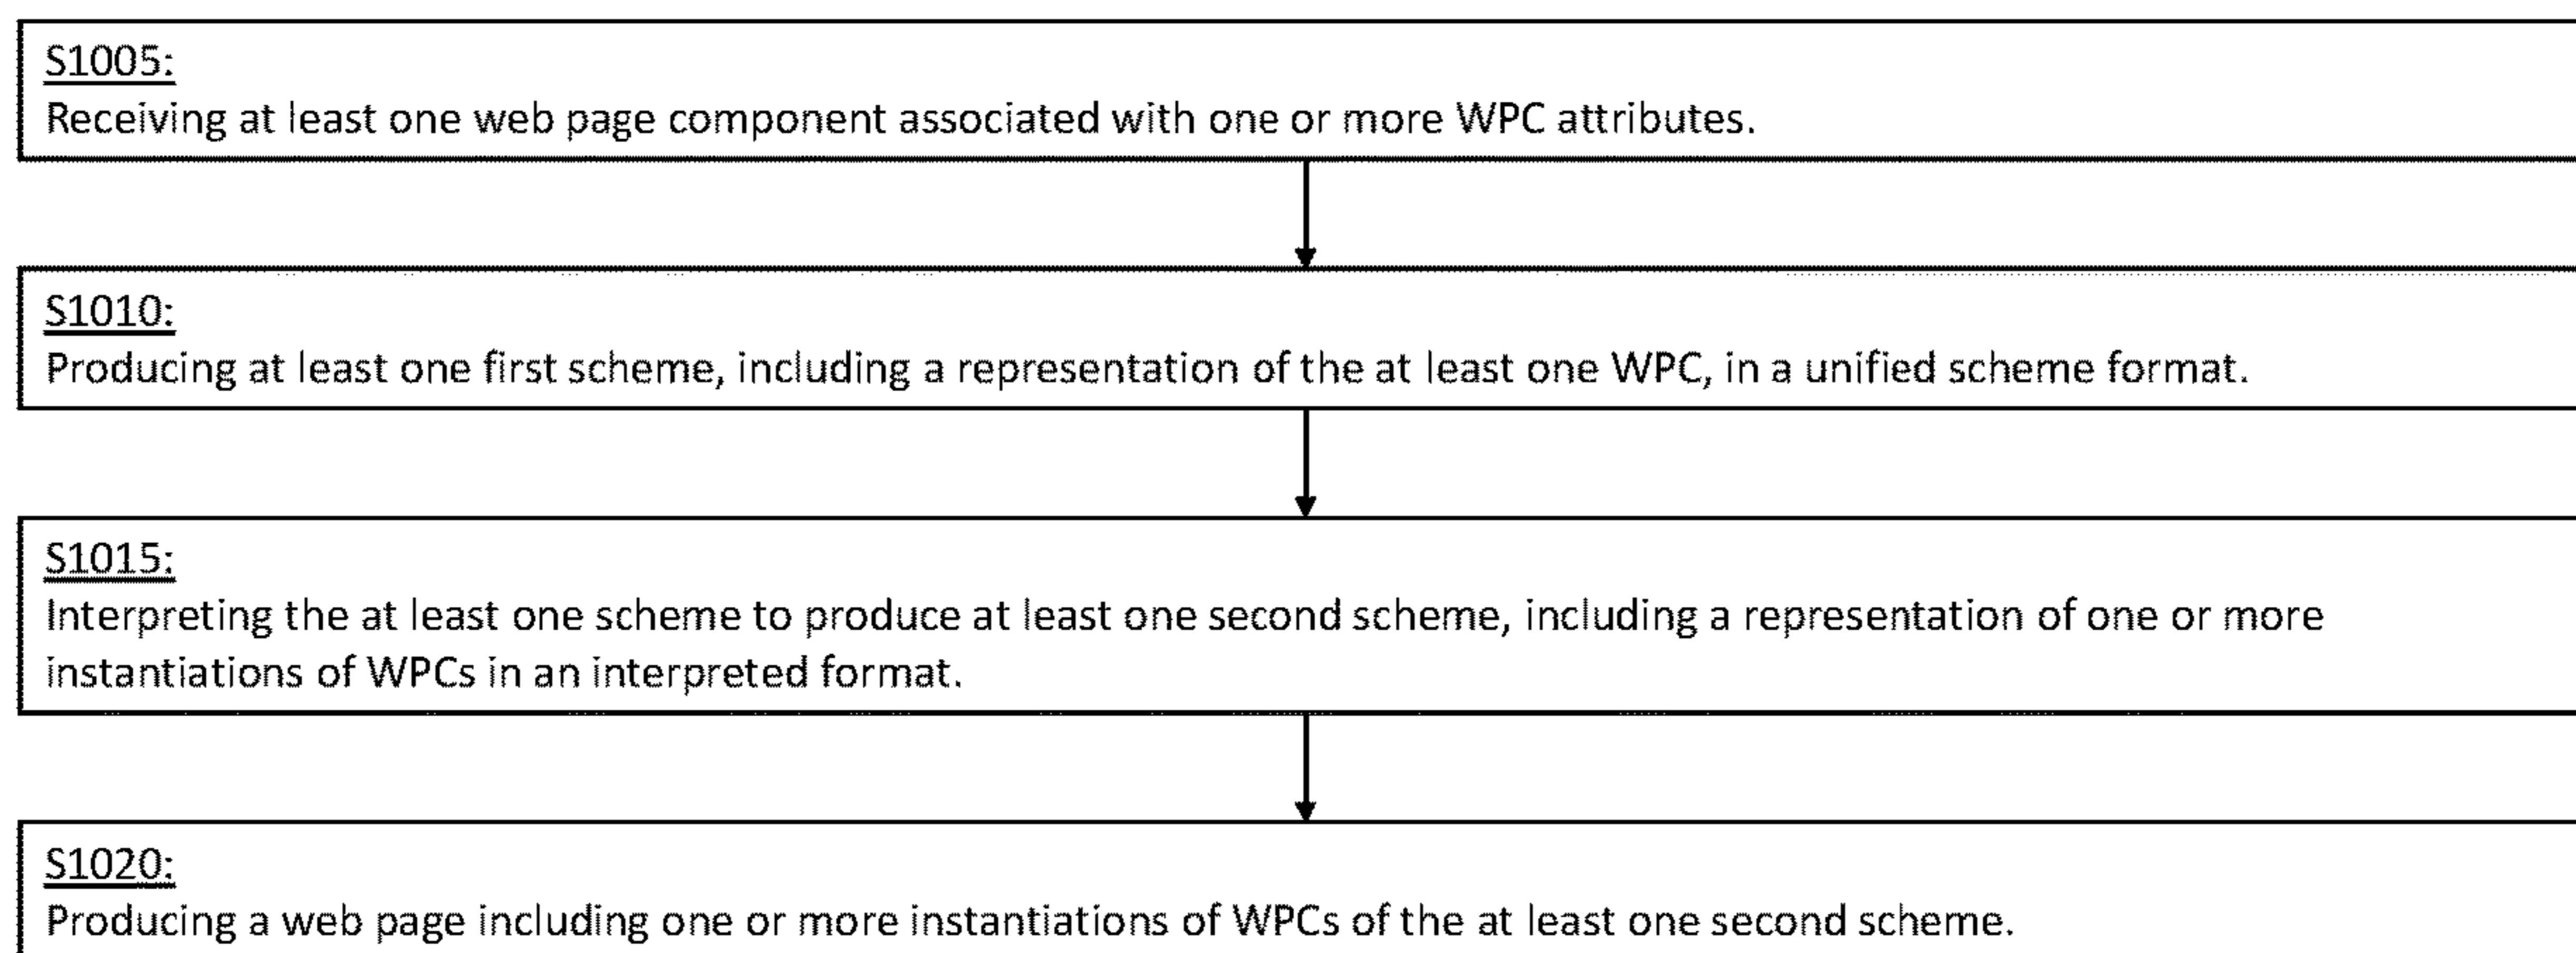 S1005:
Receiving at least one web page component associated with one or more WPC attributes.
S1010:
Producing at least one first scheme, including a representation of the at least one WPC, in a unified scheme format.
S1015:
Interpreting the at least one scheme to produce at least one second scheme, including a representation of one or more
instantiations of WPCs in an interpreted format.
S1020:
Producing a web page including one or more instantiations of WPCs of the at least one second scheme.